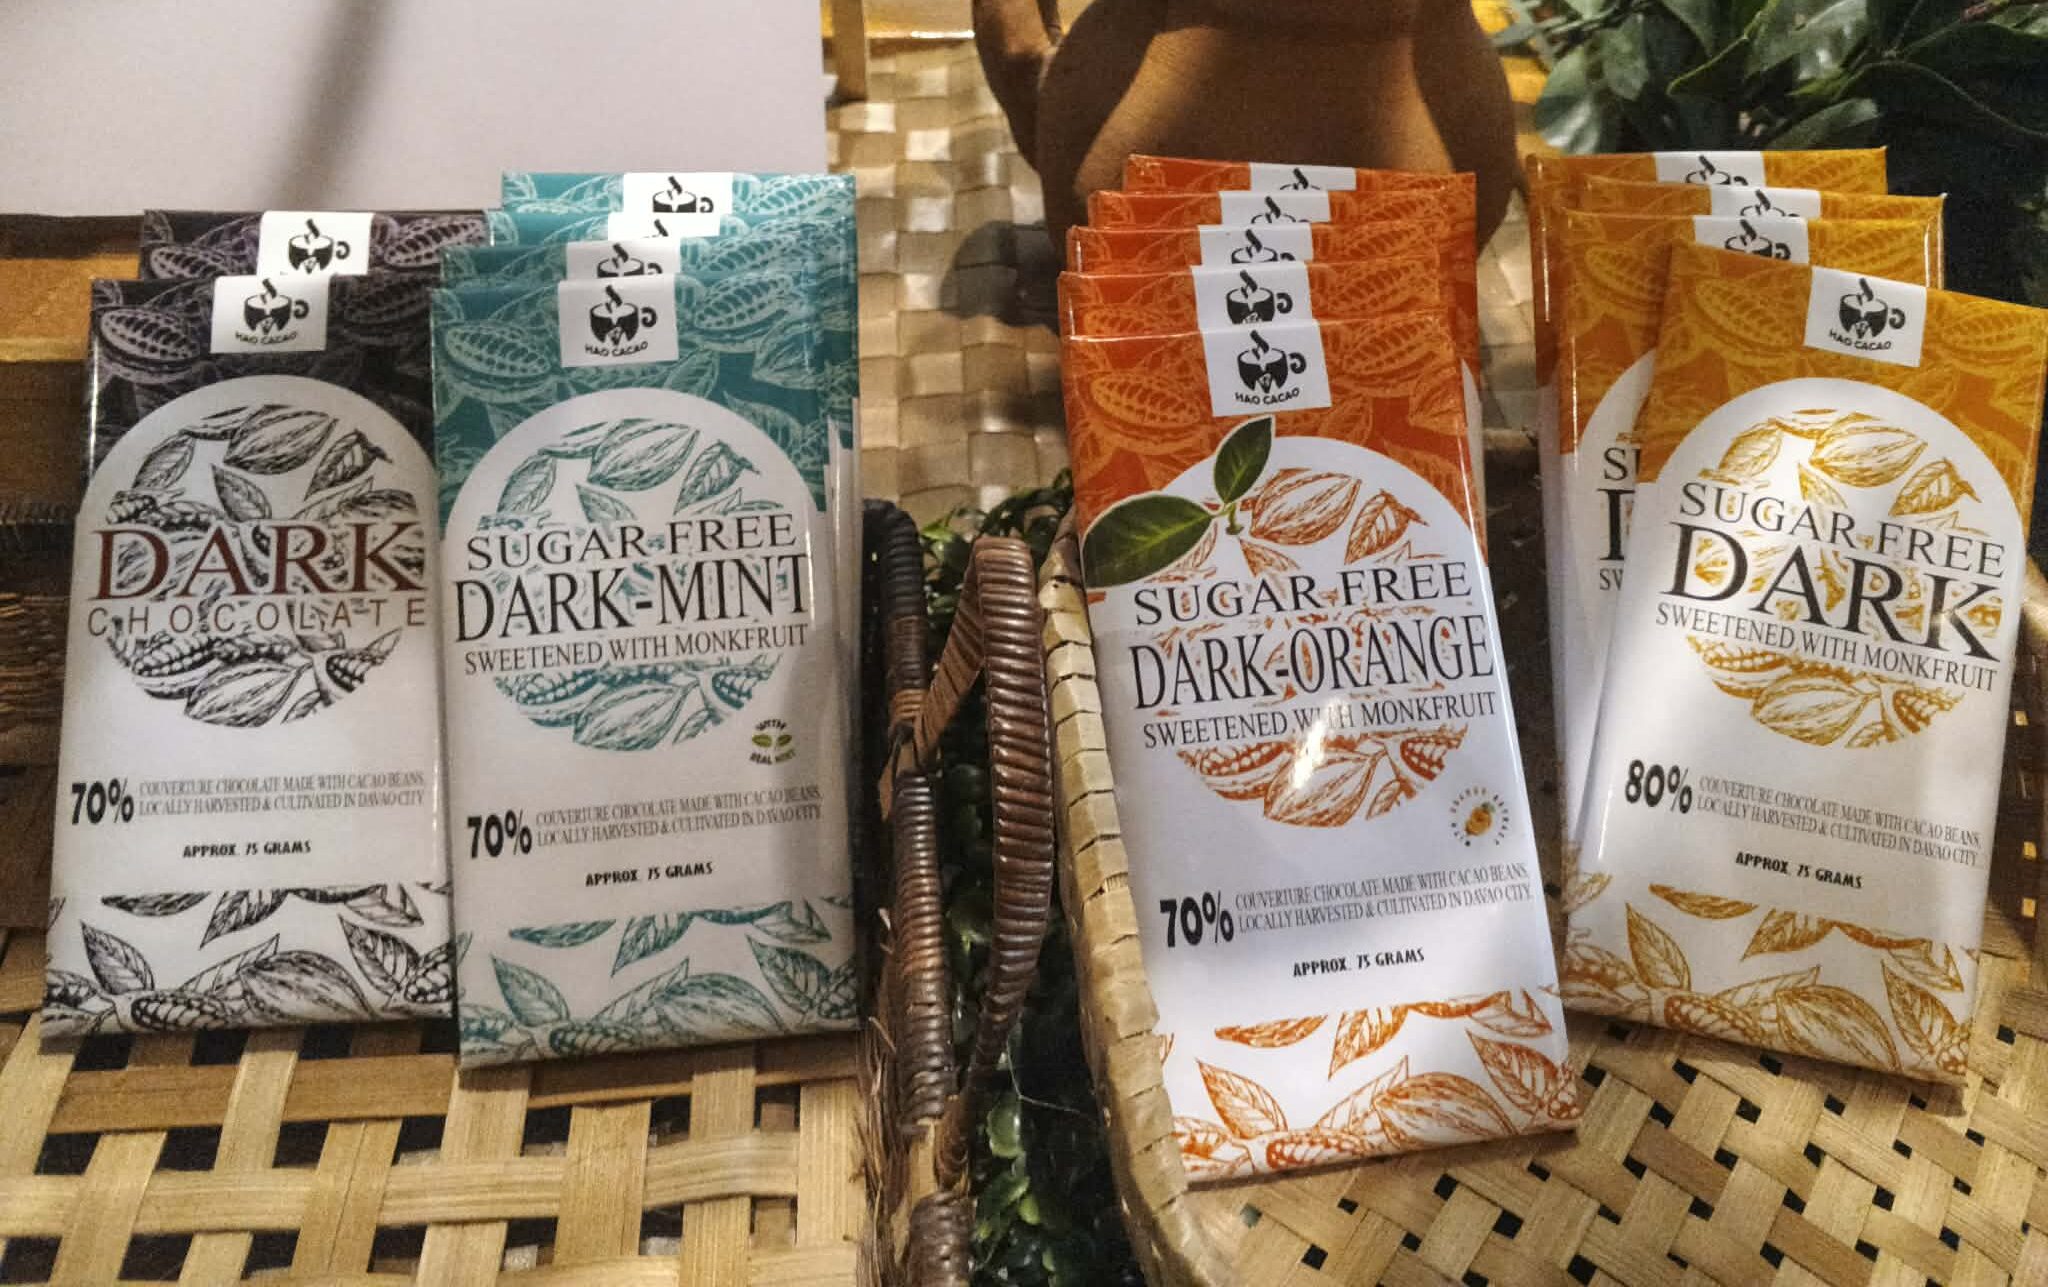 HAO CACAO
DARK
CHOCOLATE
70%
COUVERTURE CHOCOLATE MADE WITH CACAO BEANS,
LOCALLY HARVESTED & CULTIVATED IN DAVAO CITY
APPROX. 75 GRAMS
HAO CACAO
SUGAR FREE
DARK-MINT
SWEETENED WITH MONKFRUIT
WITH
REAL MINT
70%
COUVERTURE CHOCOLATE MADE WITH CACAO BEANS,
LOCALLY HARVESTED & CULTIVATED IN DAVAO CITY
APPROX. 75 GRAMS
HAO CACAO
SUGAR FREE
DARK-ORANGE
SWEETENED WITH MONKFRUIT
70%
COUVERTURE CHOCOLATE MADE WITH CACAO BEANS,
LOCALLY HARVESTED & CULTIVATED IN DAVAO CITY
APPROX. 75 GRAMS
HAO CACAO
SUGAR FREE
DARK
SWEETENED WITH MONKFRUIT
80%
COUVERTURE CHOCOLATE MADE WITH CACAO BEANS,
LOCALLY HARVESTED & CULTIVATED IN DAVAO CITY
APPROX. 75 GRAMS